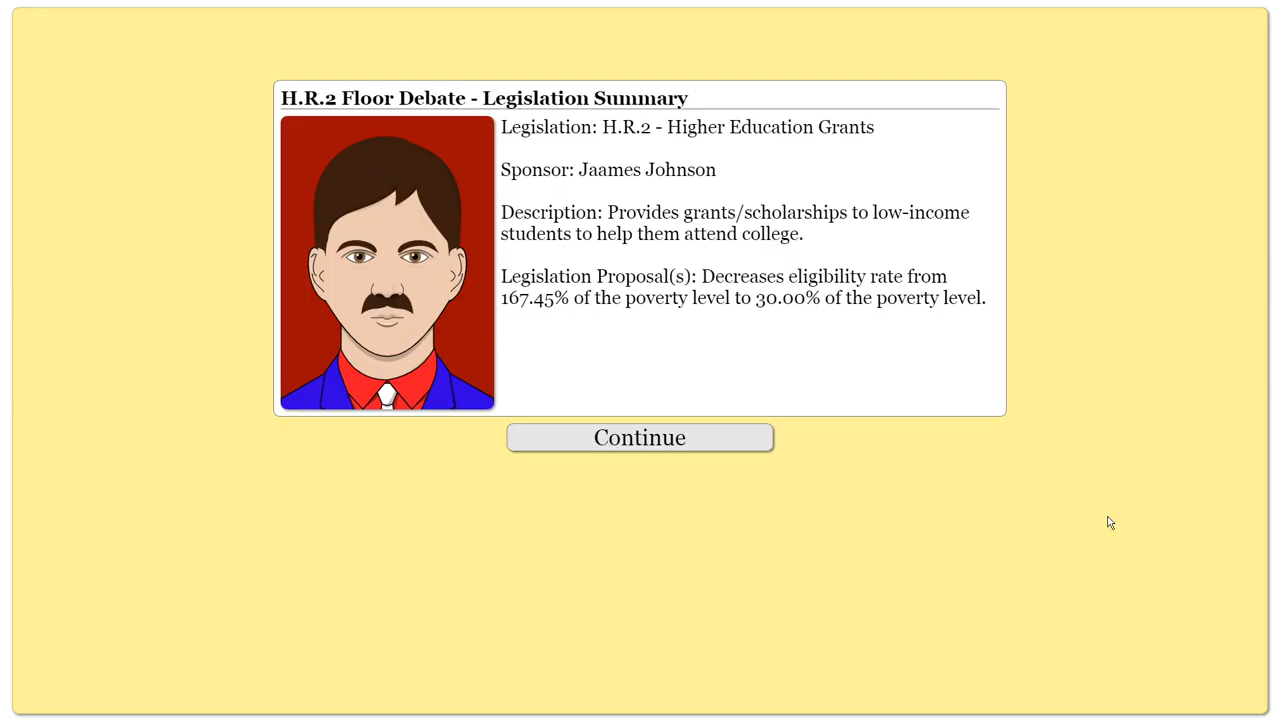 H.R.2 Floor Debate - Legislation Summary
Legislation: H.R.2 - Higher Education Grants
Sponsor: Jaames Johnson
Description: Provides grants/scholarships to low-income
students to help them attend college.
Legislation Proposal(s): Decreases eligibility rate from
167.45% of the poverty level to 30.00% of the poverty level.
Continue